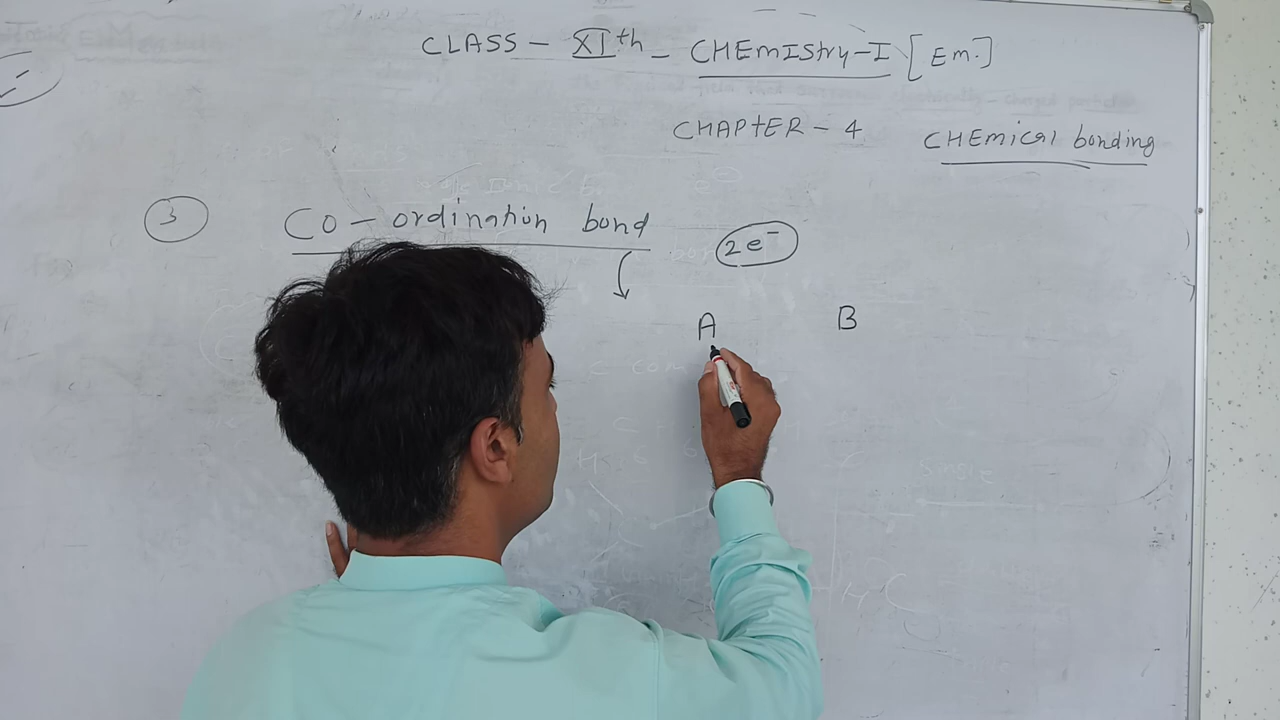 CLASS - XIth - CHEMIStry-I [Em.]
CHAPtER - 4 CHEmical bonding
3 Co-ordination bond 2e⁻
A B